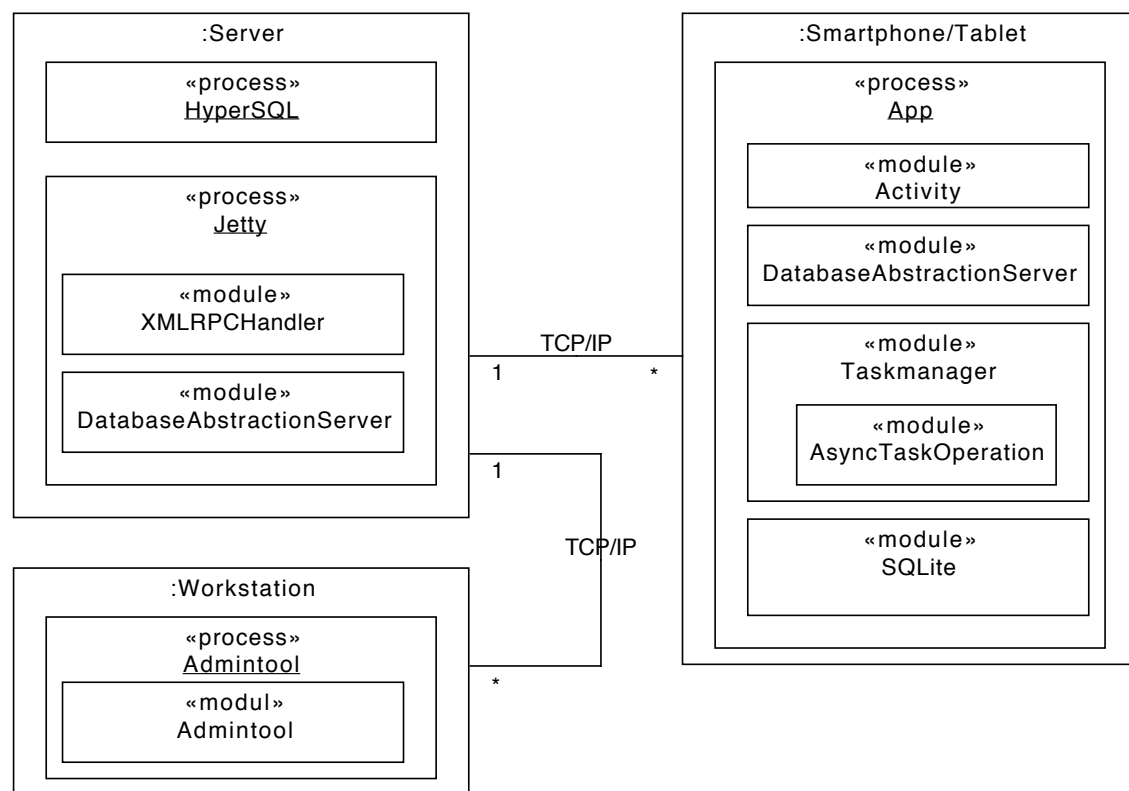 :Server
«process»
HyperSQL
«process»
Jetty
«module»
XMLRPCHandler
«module»
DatabaseAbstractionServer
TCP/IP
1
*
1
TCP/IP
*
:Smartphone/Tablet
«process»
App
«module»
Activity
«module»
DatabaseAbstractionServer
«module»
Taskmanager
«module»
AsyncTaskOperation
«module»
SQLite
:Workstation
«process»
Admintool
«modul»
Admintool